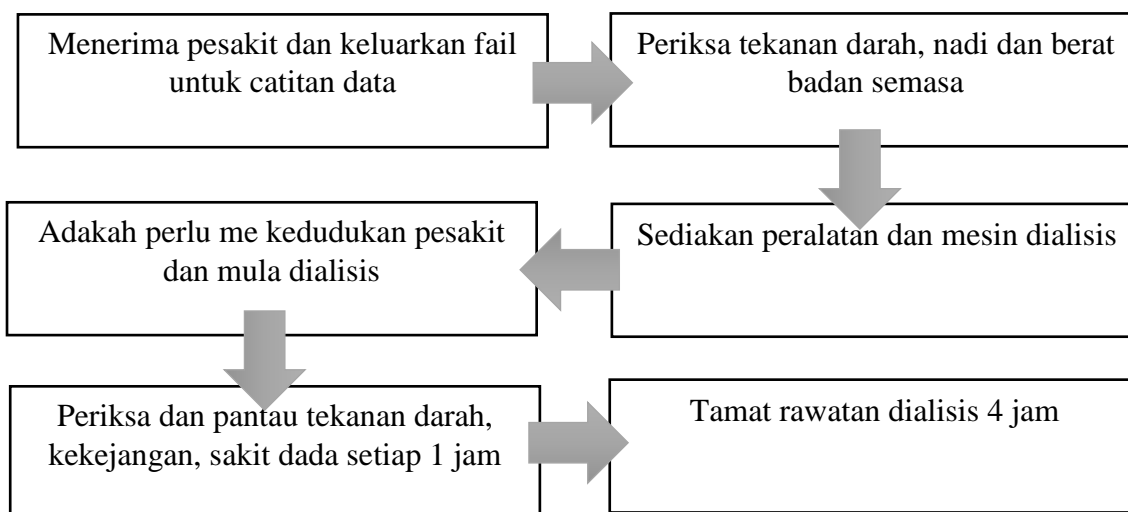 Menerima pesakit dan keluarkan fail
untuk catitan data
Periksa tekanan darah, nadi dan berat
badan semasa
Sediakan peralatan dan mesin dialisis
Adakah perlu me kedudukan pesakit
dan mula dialisis
Periksa dan pantau tekanan darah,
kekejangan, sakit dada setiap 1 jam
Tamat rawatan dialisis 4 jam